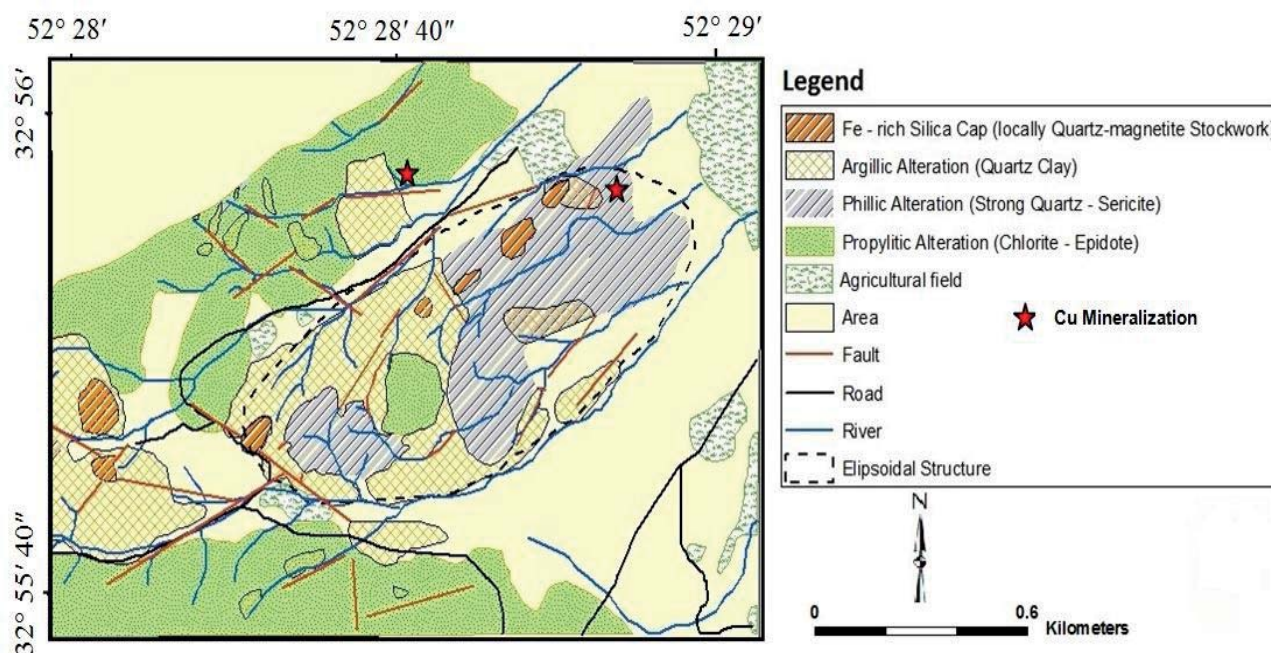 52° 28′ 52° 28′ 40″ 52° 29′
32° 56′
32° 55′ 40″
Legend
Fe - rich Silica Cap (locally Quartz-magnetite Stockwork)
Argillic Alteration (Quartz Clay)
Phillic Alteration (Strong Quartz - Sericite)
Propylitic Alteration (Chlorite - Epidote)
Agricultural field
Area
Cu Mineralization
Fault
Road
River
Elipsoidal Structure
N
0 0.6
Kilometers